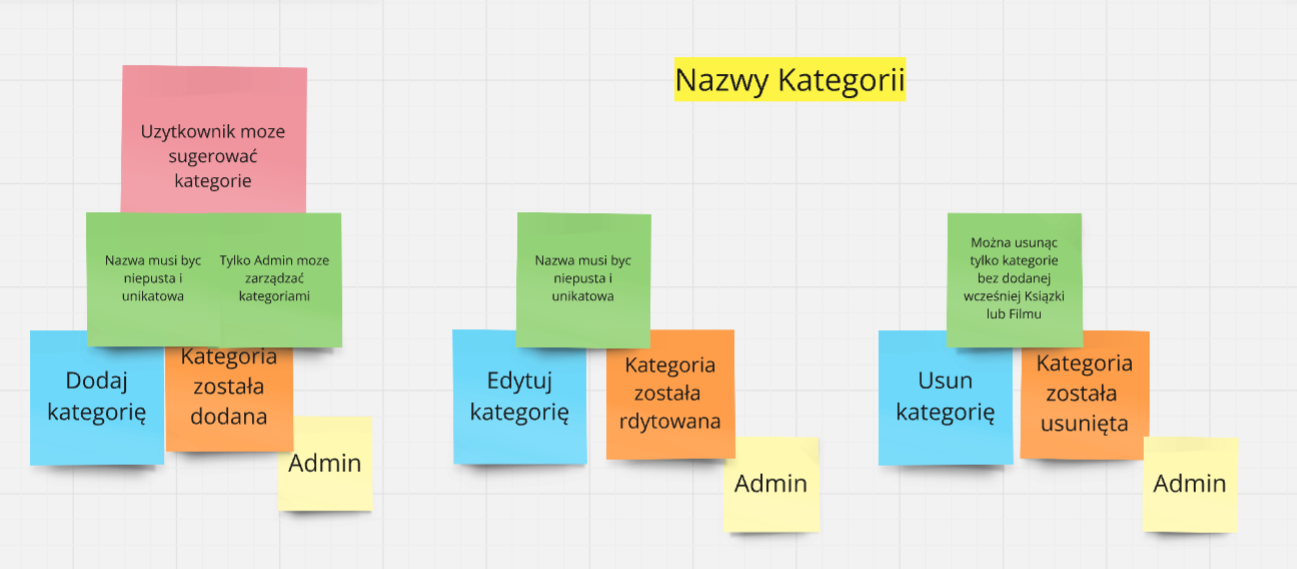 Nazwy Kategorii
Uzytkownik moze
sugerować
kategorie
Nazwa musi byc
niepusta i
unikatowa
Tylko Admin moze
zarządzać
kategoriami
Dodaj
kategorię
Kategoria
została
dodana
Admin
Nazwa musi byc
niepusta i
unikatowa
Edytuj
kategorię
Kategoria
została
rdytowana
Admin
Można usunąc
tylko kategorie
bez dodanej
wcześniej Ksiązki
lub Filmu
Usun
kategorię
Kategoria
została
usunięta
Admin